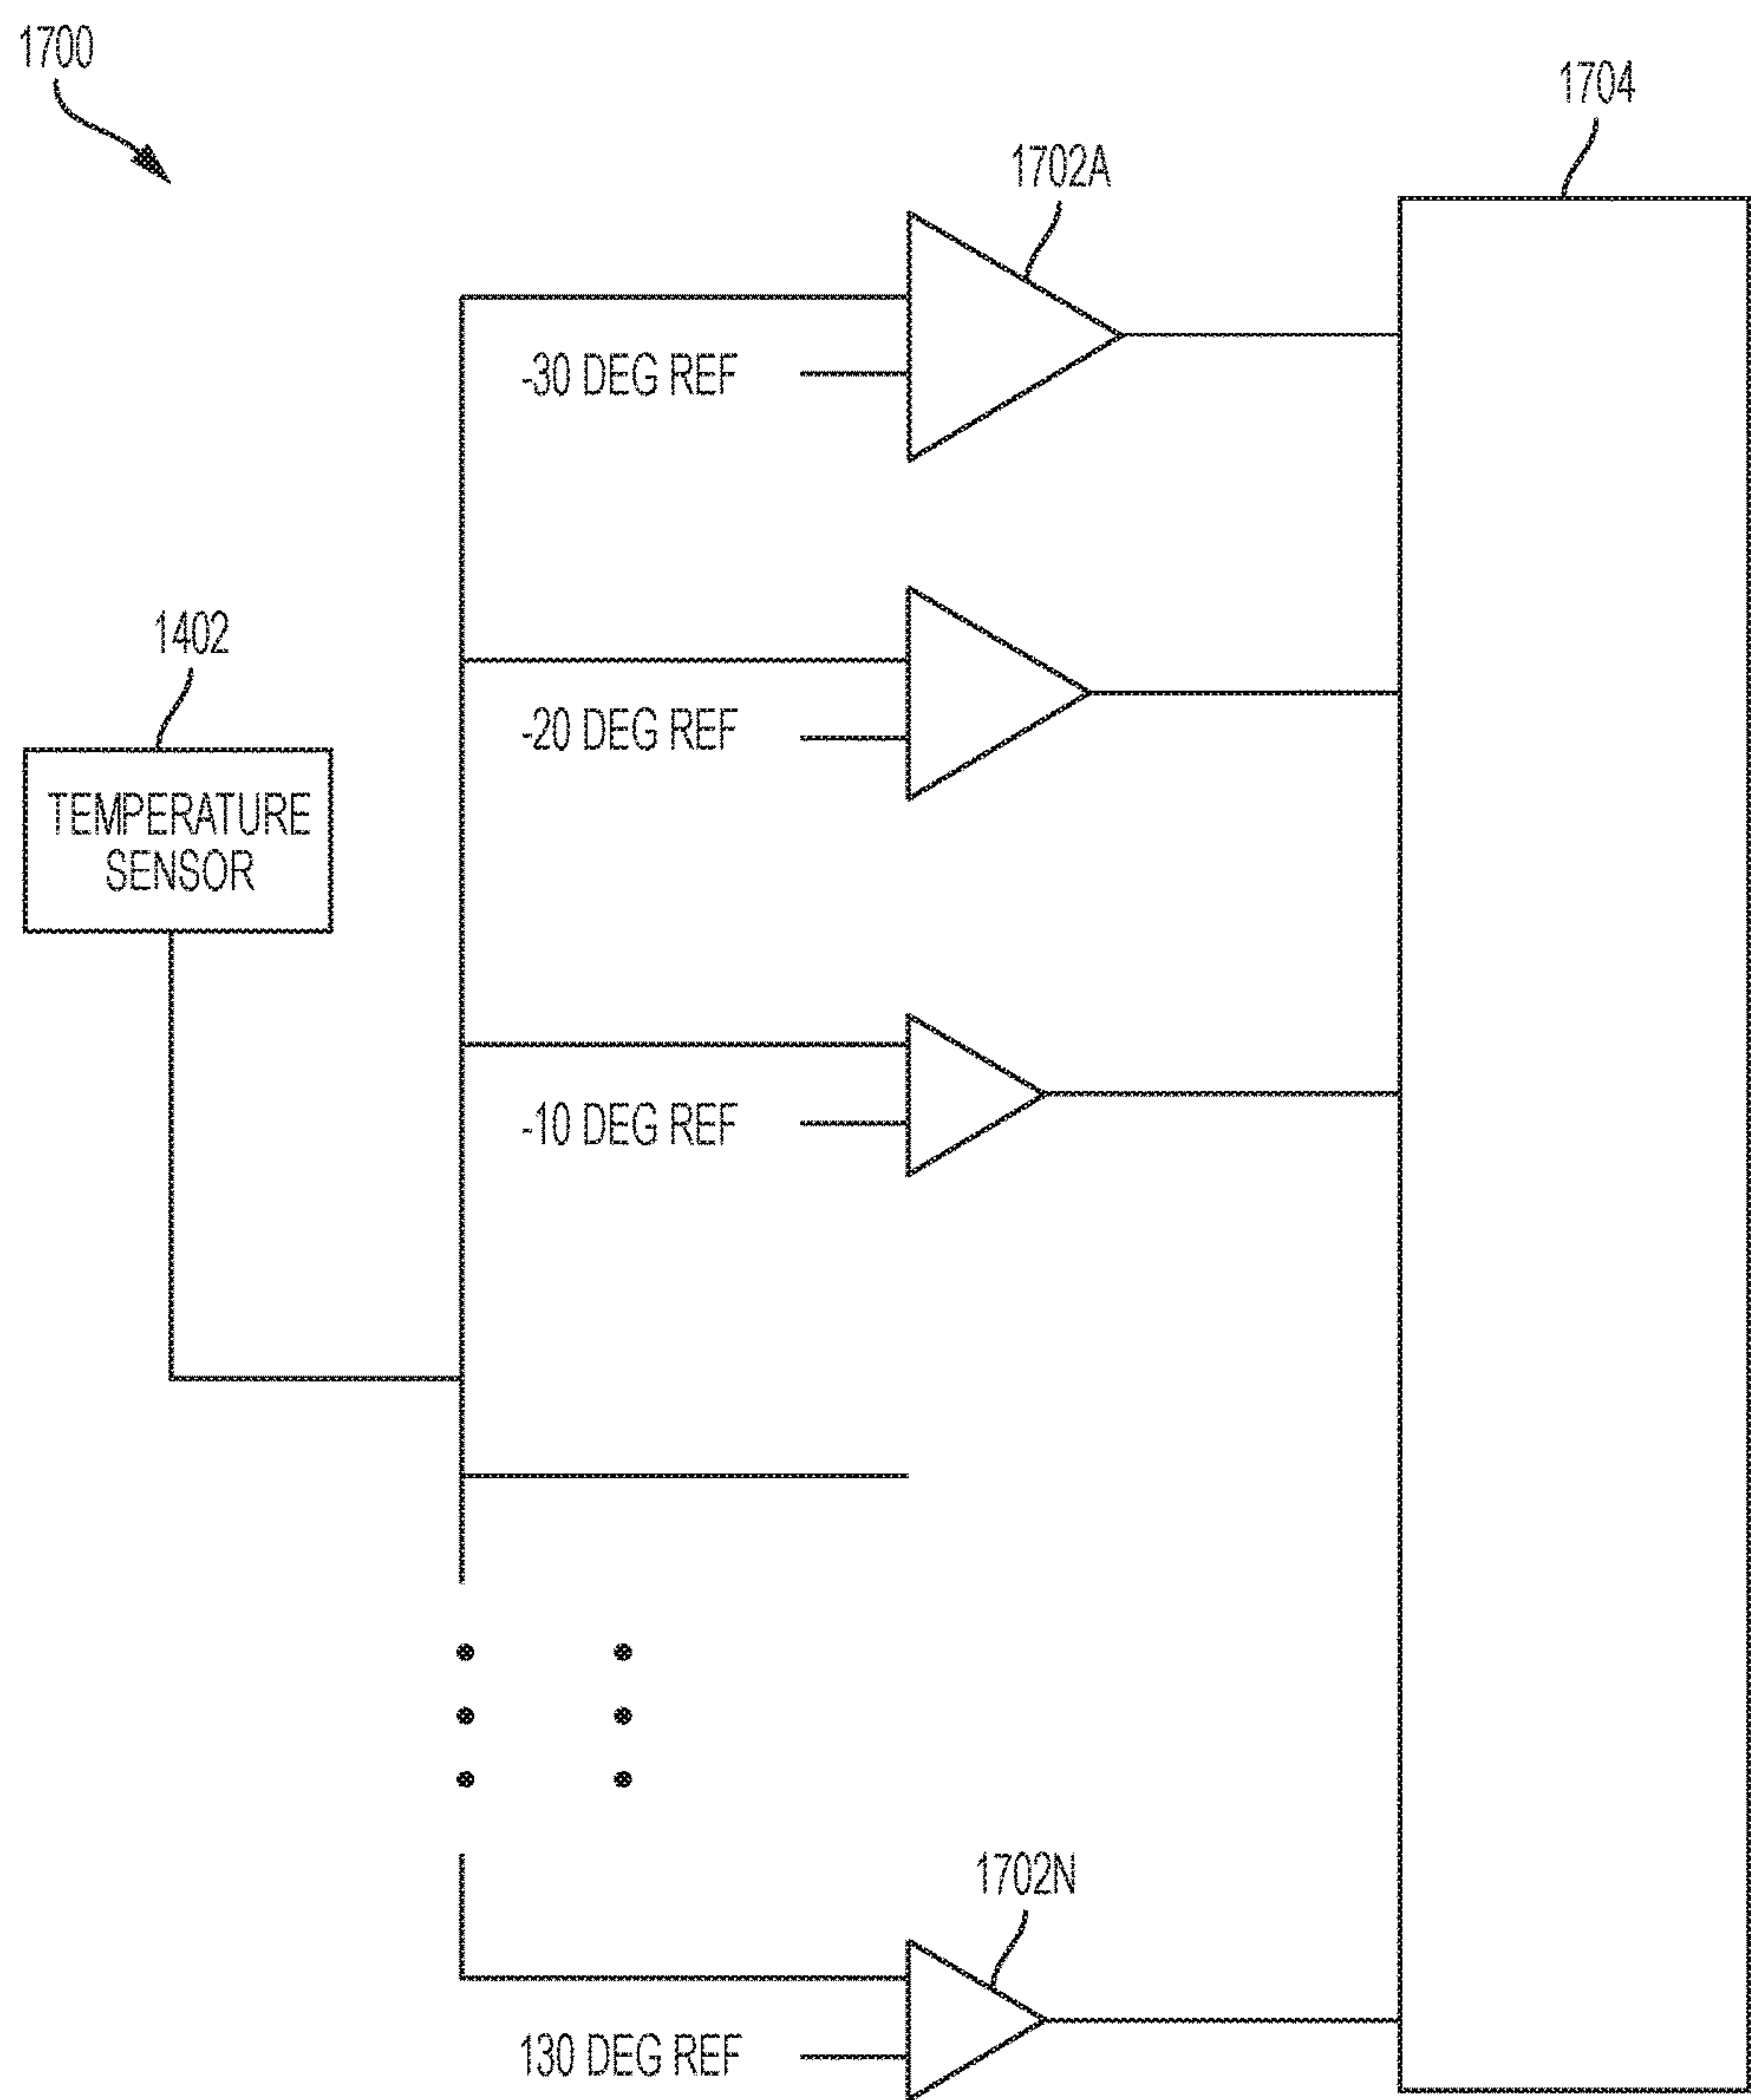 1700
1704
1702A
-30 DEG REF
1402
-20 DEG REF
TEMPERATURE
SENSOR
-10 DEG REF
1702N
130 DEG REF